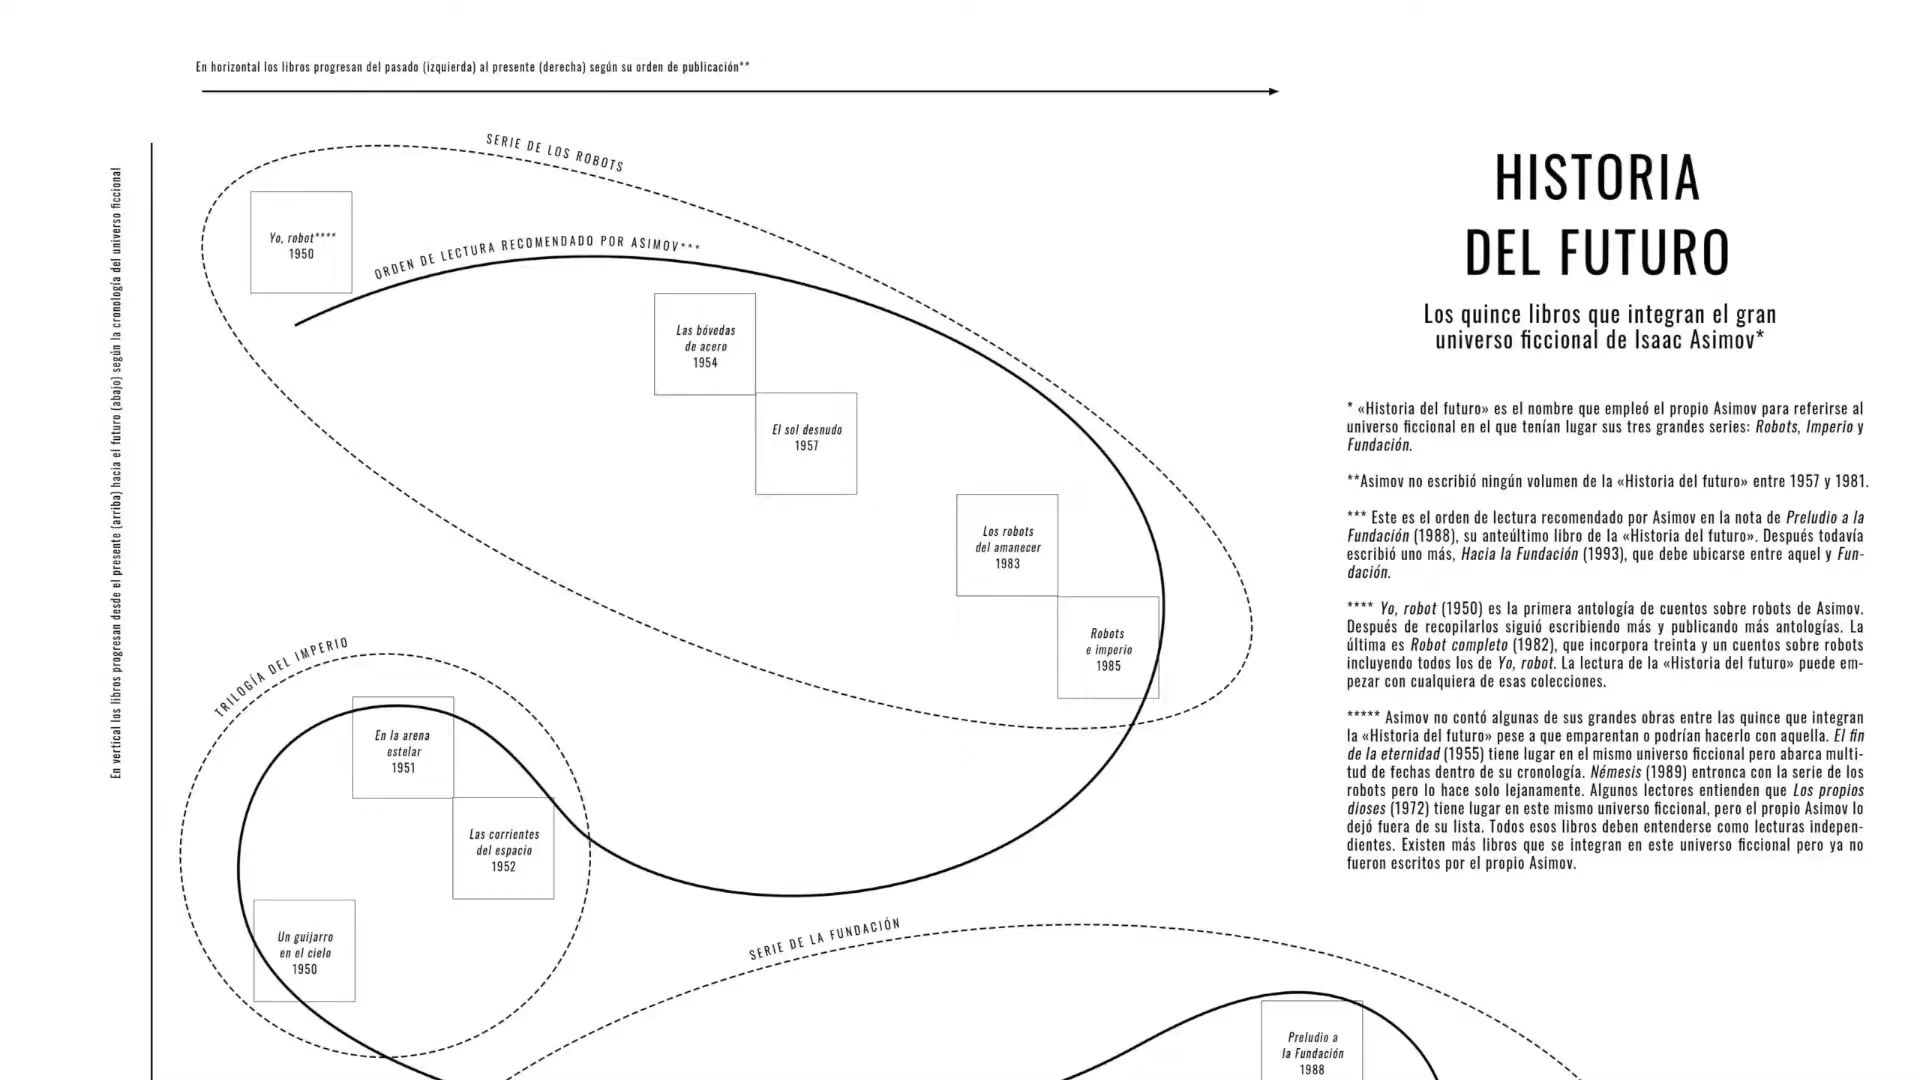 En horizontal los libros progresan del pasado (izquierda) al presente (derecha) según su orden de publicación**
En vertical los libros progresan desde el presente (arriba) hacia el futuro (abajo) según la cronología del universo ficcional
SERIE DE LOS ROBOTS
Yo, robot****
1950
ORDEN DE LECTURA RECOMENDADO POR ASIMOV***
Las bóvedas
de acero
1954
El sol desnudo
1957
Los robots
del amanecer
1983
Robots
e imperio
1985
TRILOGÍA DEL IMPERIO
En la arena
estelar
1951
Las corrientes
del espacio
1952
Un guijarro
en el cielo
1950
SERIE DE LA FUNDACIÓN
Preludio a
la Fundación
1988
HISTORIA
DEL FUTURO
Los quince libros que integran el gran
universo ficcional de Isaac Asimov*
* «Historia del futuro» es el nombre que empleó el propio Asimov para referirse al
universo ficcional en el que tenían lugar sus tres grandes series: Robots, Imperio y
Fundación.
**Asimov no escribió ningún volumen de la «Historia del futuro» entre 1957 y 1981.
*** Este es el orden de lectura recomendado por Asimov en la nota de Preludio a la
Fundación (1988), su anteúltimo libro de la «Historia del futuro». Después todavía
escribió uno más, Hacia la Fundación (1993), que debe ubicarse entre aquel y Fun-
dación.
**** Yo, robot (1950) es la primera antología de cuentos sobre robots de Asimov.
Después de recopilarlos siguió escribiendo más y publicando más antologías. La
última es Robot completo (1982), que incorpora treinta y un cuentos sobre robots
incluyendo todos los de Yo, robot. La lectura de la «Historia del futuro» puede em-
pezar con cualquiera de esas colecciones.
***** Asimov no contó algunas de sus grandes obras entre las quince que integran
la «Historia del futuro» pese a que emparentan o podrían hacerlo con aquella. El fin
de la eternidad (1955) tiene lugar en el mismo universo ficcional pero abarca multi-
tud de fechas dentro de su cronología. Némesis (1989) entronca con la serie de los
robots pero lo hace solo lejanamente. Algunos lectores entienden que Los propios
dioses (1972) tiene lugar en este mismo universo ficcional, pero el propio Asimov lo
dejó fuera de su lista. Todos esos libros deben entenderse como lecturas indepen-
dientes. Existen más libros que se integran en este universo ficcional pero ya no
fueron escritos por el propio Asimov.